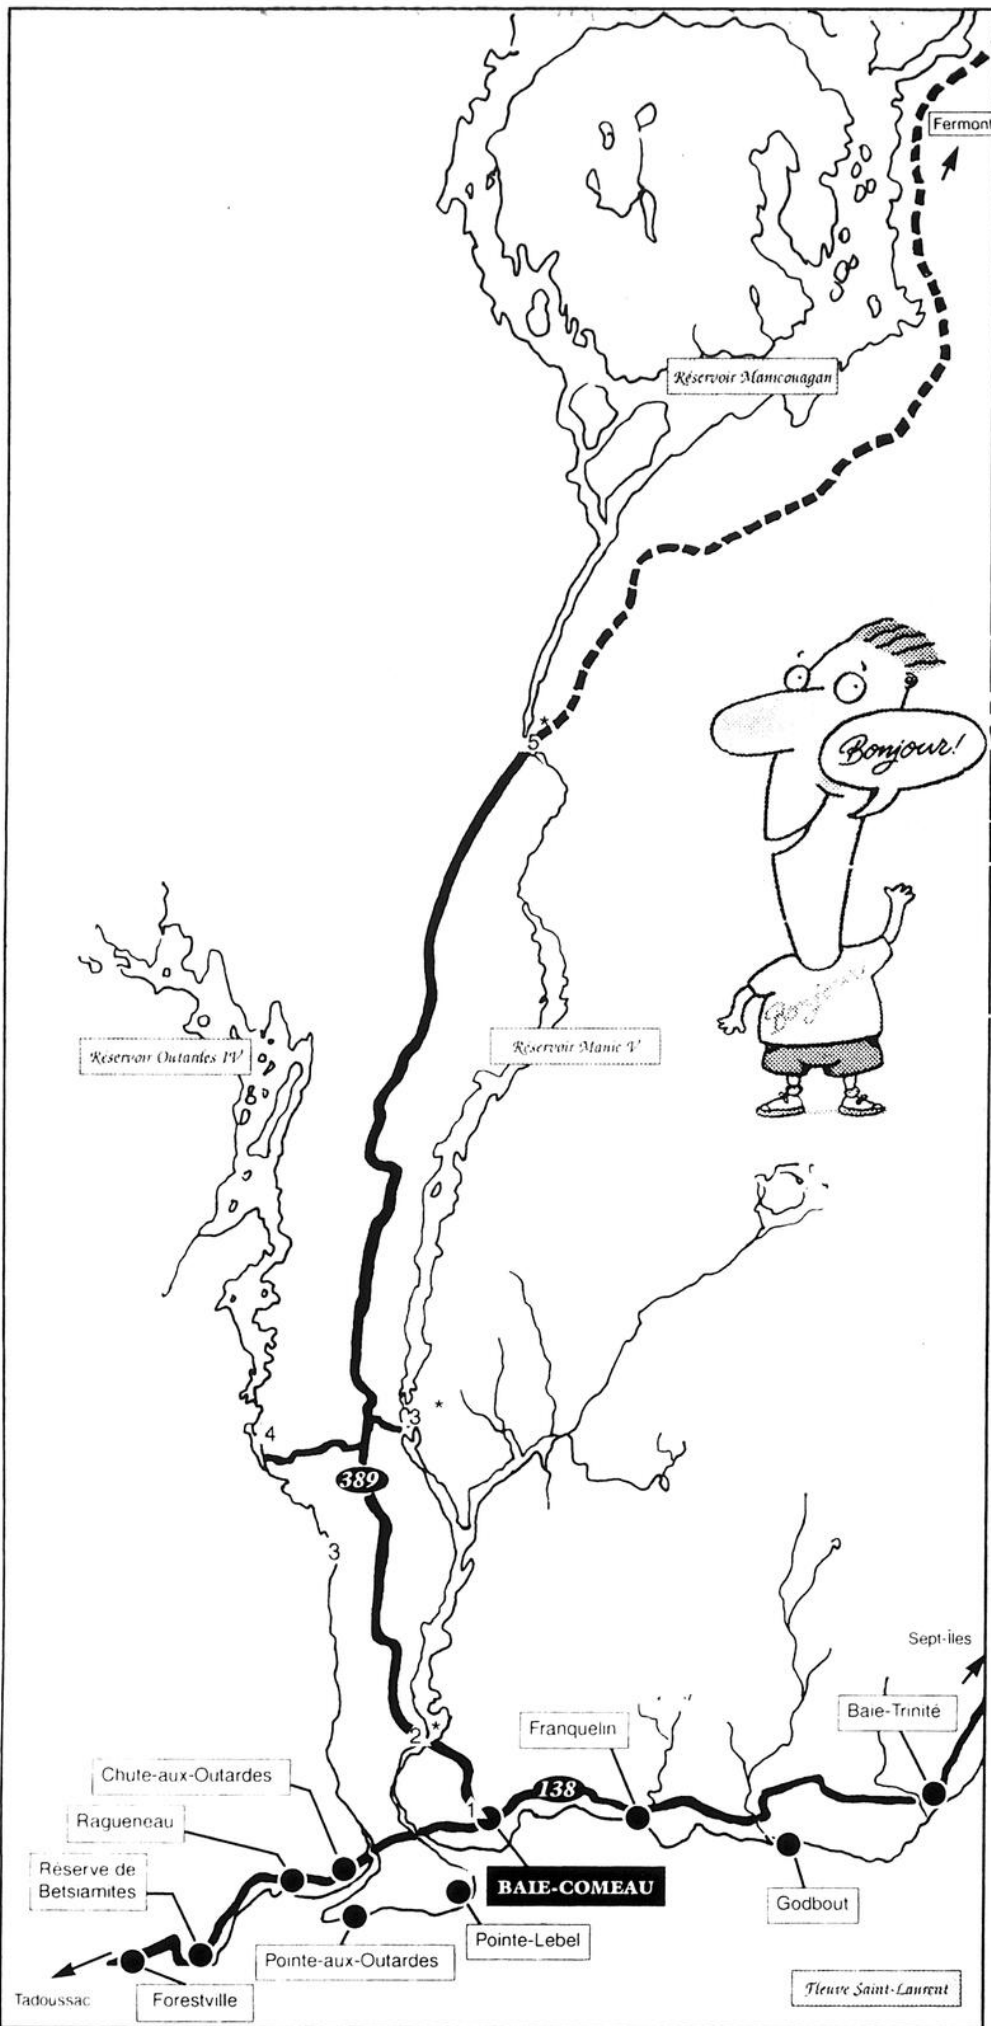 Fermont
Réservoir Manicouagan
*
5
Bonjour!
Bonjour
Réservoir Outardes IV
Réservoir Manic V
*
3
4
389
3
Sept-Îles
Baie-Trinité
Franquelin
*
2
Chute-aux-Outardes
138
1
Ragueneau
Réserve de
Betsiamites
BAIE-COMEAU
Godbout
Pointe-Lebel
Pointe-aux-Outardes
Fleuve Saint-Laurent
Tadoussac
Forestville